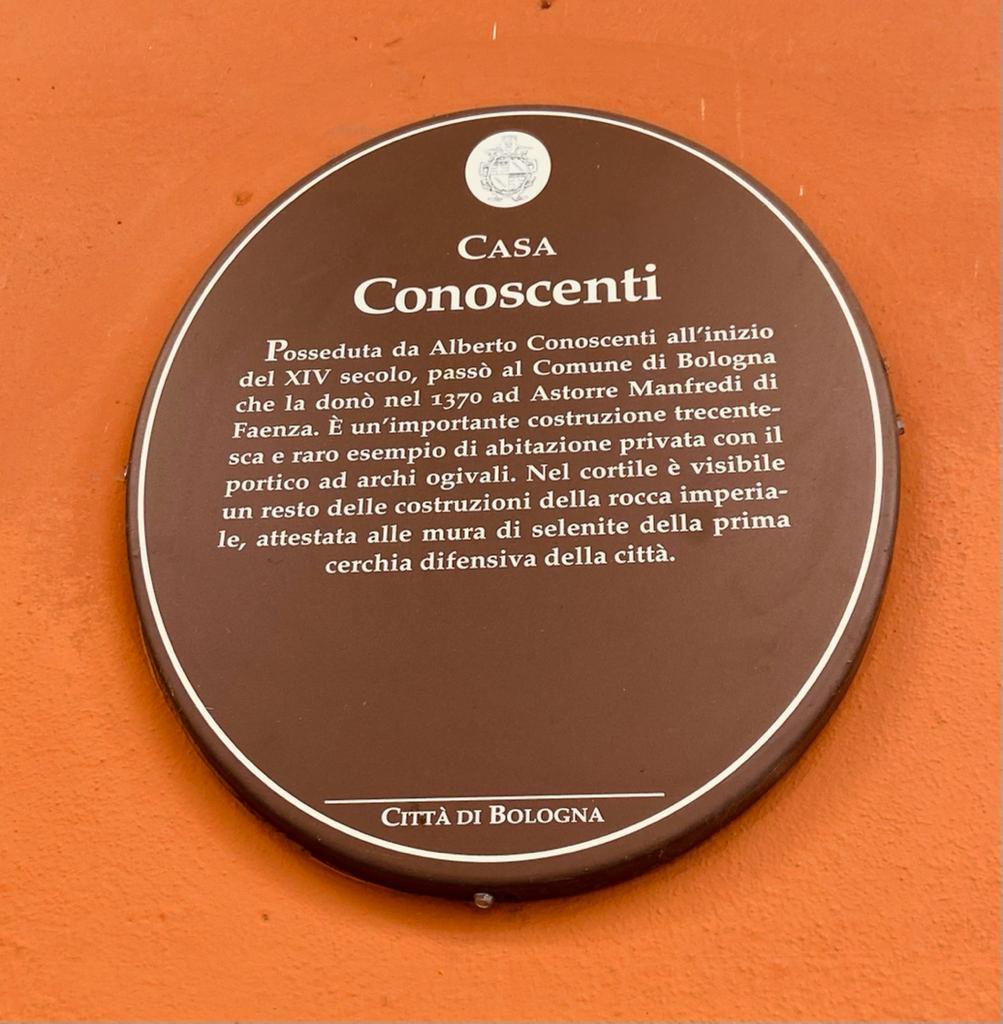 CASA
Conoscenti
Posseduta da Alberto Conoscenti all'inizio
del XIV secolo, passò al Comune di Bologna
che la donò nel 1370 ad Astorre Manfredi di
Faenza. È un'importante costruzione trecente-
sca e raro esempio di abitazione privata con il
portico ad archi ogivali. Nel cortile è visibile
un resto delle costruzioni della rocca imperia-
le, attestata alle mura di selenite della prima
cerchia difensiva della città.
CITTÀ DI BOLOGNA